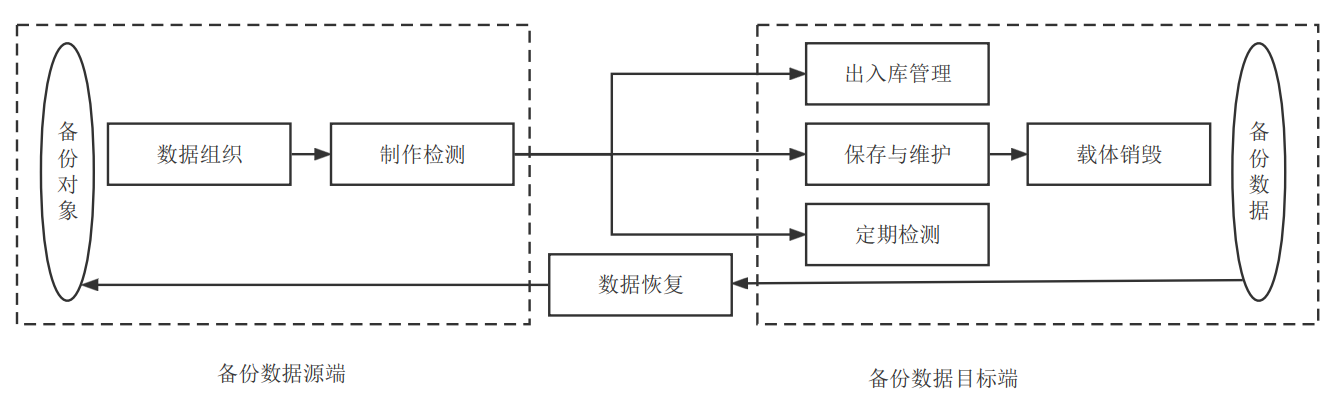 备份对象
数据组织
制作检测
出入库管理
保存与维护
载体销毁
定期检测
备份数据
数据恢复
备份数据源端
备份数据目标端